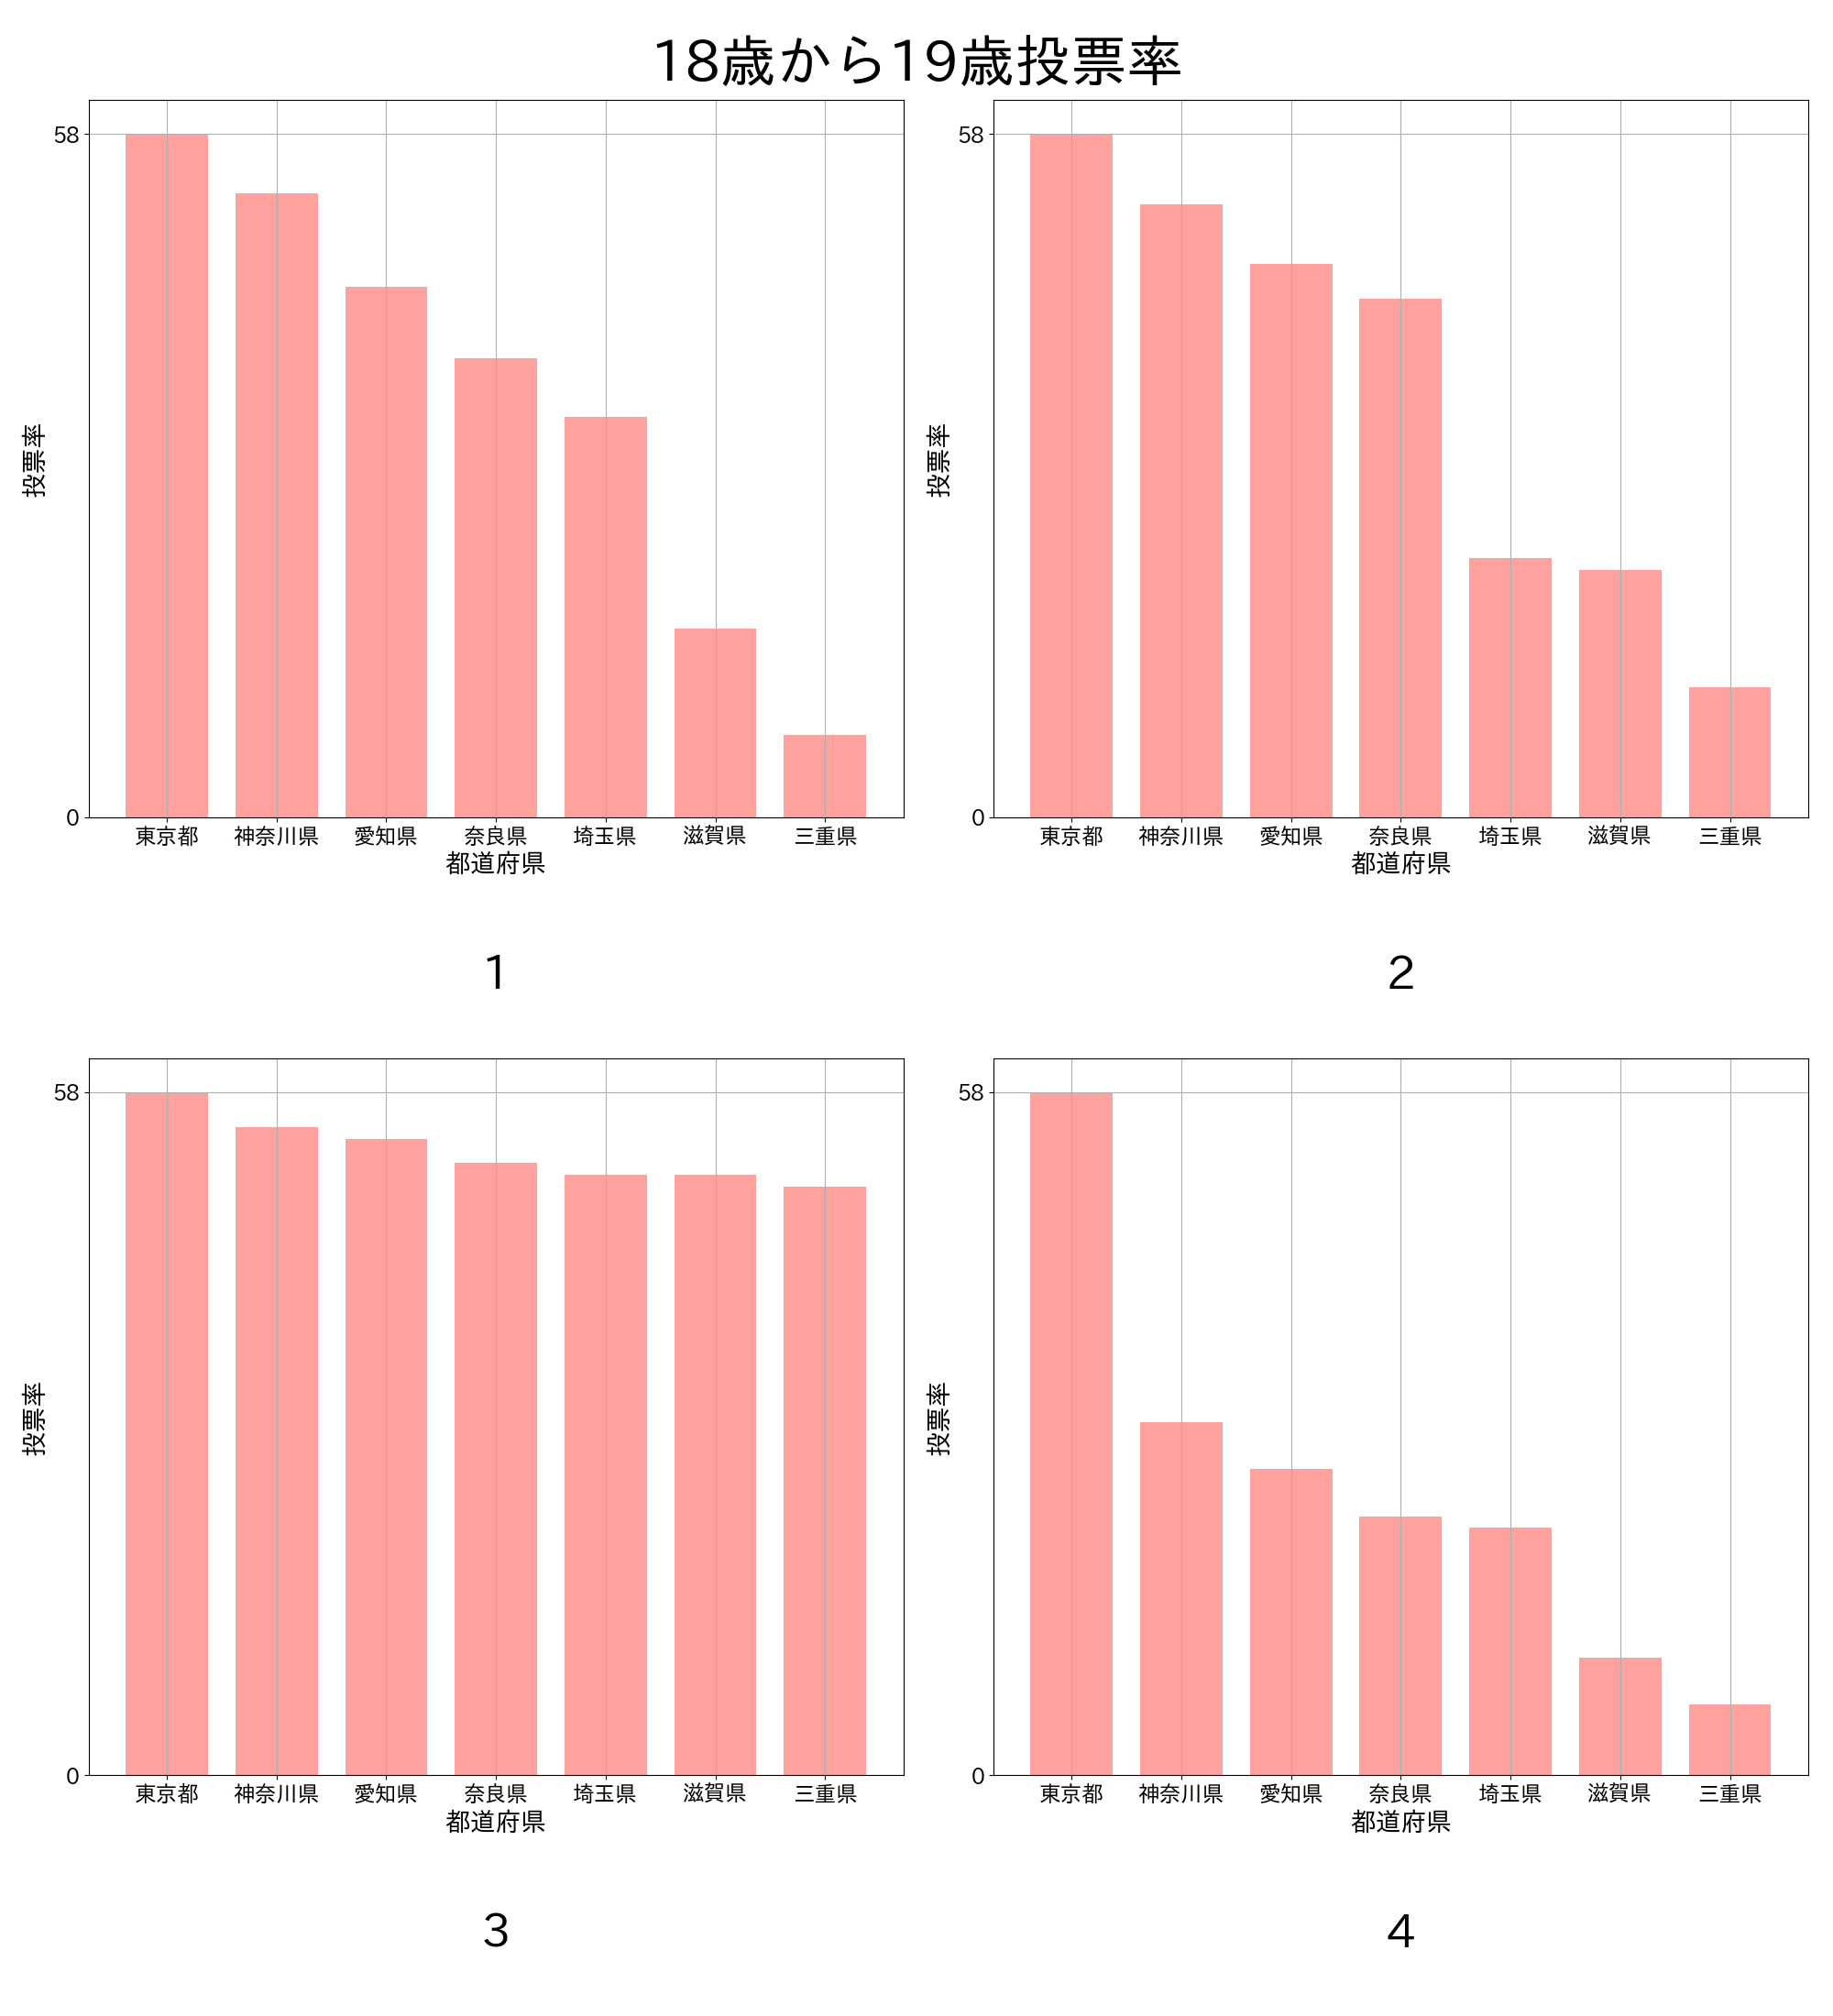 18歳から19歳投票率
58
0
投票率
東京都 神奈川県 愛知県 奈良県 埼玉県 滋賀県 三重県
都道府県
1
58
0
投票率
東京都 神奈川県 愛知県 奈良県 埼玉県 滋賀県 三重県
都道府県
2
58
0
投票率
東京都 神奈川県 愛知県 奈良県 埼玉県 滋賀県 三重県
都道府県
3
58
0
投票率
東京都 神奈川県 愛知県 奈良県 埼玉県 滋賀県 三重県
都道府県
4